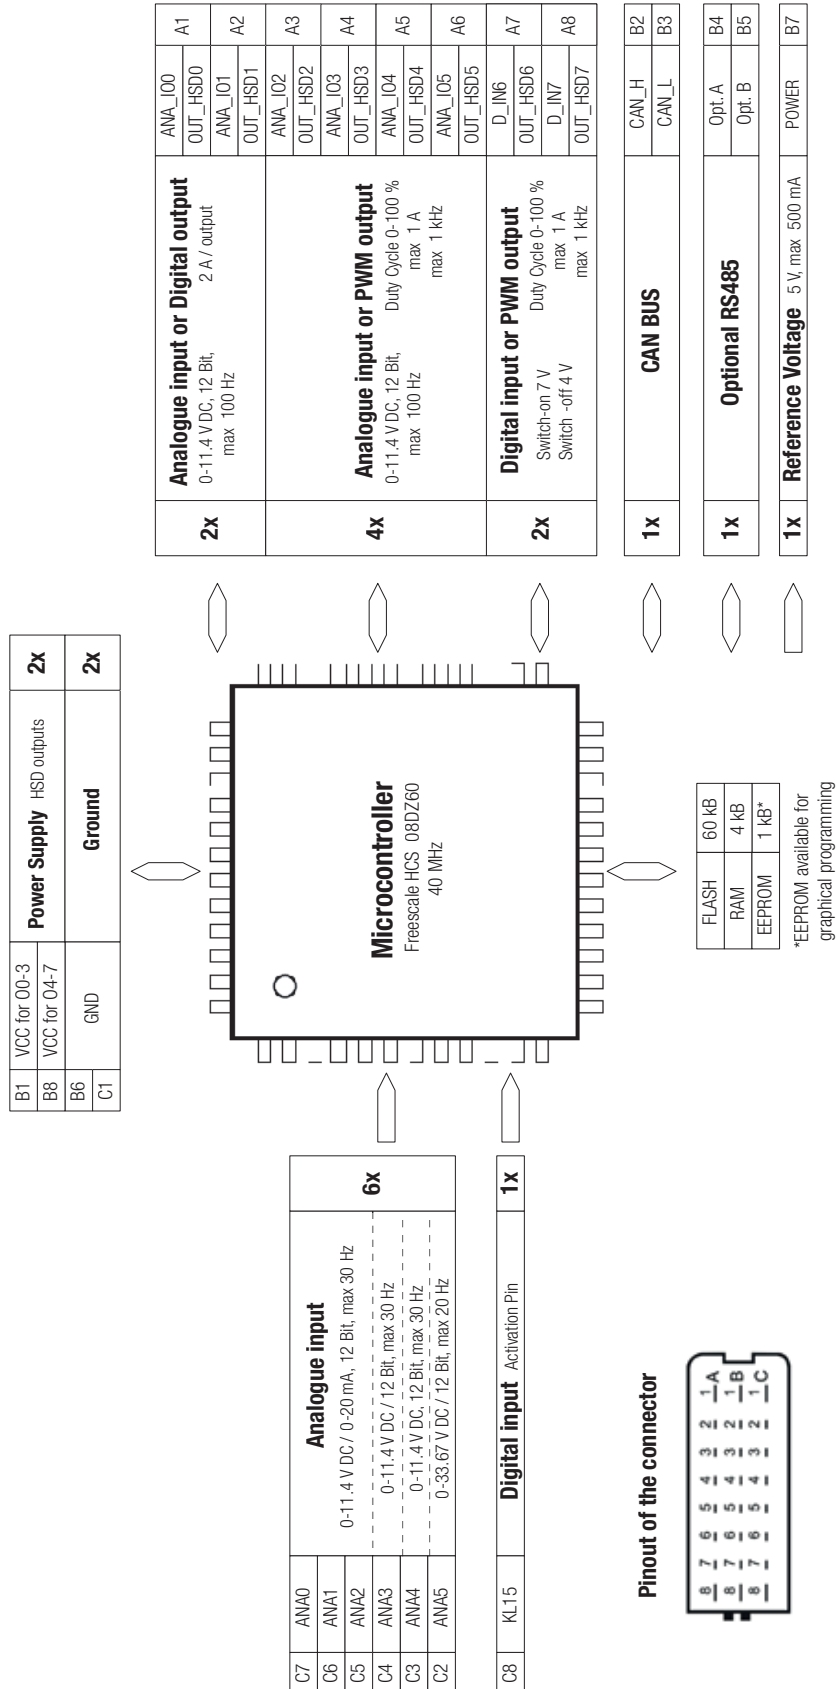 B1 VCC for O0-3 Power Supply HSD outputs 2x
B8 VCC for O4-7
B6 GND Ground 2x
C1
C7 ANA0 Analogue input 6x
C6 ANA1 0-11.4 V DC / 0-20 mA, 12 Bit, max 30 Hz
C5 ANA2
C4 ANA3 0-11.4 V DC / 12 Bit, max 30 Hz
C3 ANA4 0-11.4 V DC, 12 Bit, max 30 Hz
C2 ANA5 0-33.67 V DC / 12 Bit, max 20 Hz
C8 KL15 Digital input Activation Pin 1x
Microcontroller
Freescale HCS 08DZ60
40 MHz
2x Analogue input or Digital output
0-11.4 V DC, 12 Bit, 2 A / output
max 100 Hz
ANA_IO0 A1
OUT_HSD0
ANA_IO1 A2
OUT_HSD1
4x Analogue input or PWM output
0-11.4 V DC, 12 Bit, Duty Cycle 0-100 %
max 100 Hz max 1 A
max 1 kHz
ANA_IO2 A3
OUT_HSD2
ANA_IO3 A4
OUT_HSD3
ANA_IO4 A5
OUT_HSD4
ANA_IO5 A6
OUT_HSD5
2x Digital input or PWM output
Switch-on 7 V Duty Cycle 0-100 %
Switch -off 4 V max 1 A
max 1 kHz
D_IN6 A7
OUT_HSD6
D_IN7 A8
OUT_HSD7
1x CAN BUS CAN_H B2
CAN_L B3
1x Optional RS485 Opt. A B4
Opt. B B5
1x Reference Voltage 5 V, max 500 mA POWER B7
FLASH 60 kB
RAM 4 kB
EEPROM 1 kB*
*EEPROM available for
graphical programming
Pinout of the connector
8 7 6 5 4 3 2 1 A
8 7 6 5 4 3 2 1 B
8 7 6 5 4 3 2 1 C